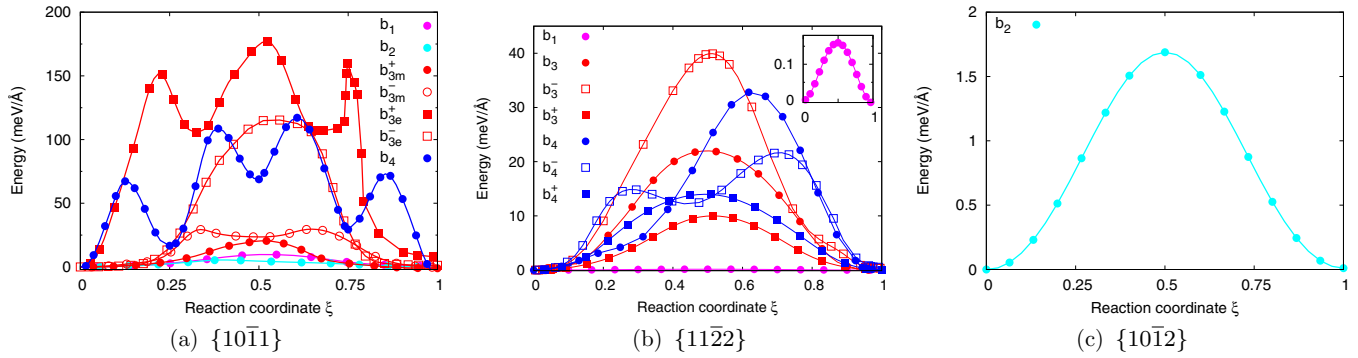 Energy (meV/Å)
200
150
100
50
0
0
0.25
0.50
0.75
1
Reaction coordinate ξ
b₁
b₂
b₃ₘ⁺
b₃ₘ⁻
b₃ₑ⁺
b₃ₑ⁻
b₄
(a) {101̄1}
Energy (meV/Å)
40
30
20
10
0
0
0.2
0.4
0.6
0.8
1
Reaction coordinate ξ
b₁
b₃
b₃⁻
b₃⁺
b₄
b₄⁻
b₄⁺
0.1
0
0
1
(b) {112̄2}
Energy (meV/Å)
2
1.5
1
0.5
0
0
0.25
0.50
0.75
1
Reaction coordinate ξ
b₂
(c) {101̄2}